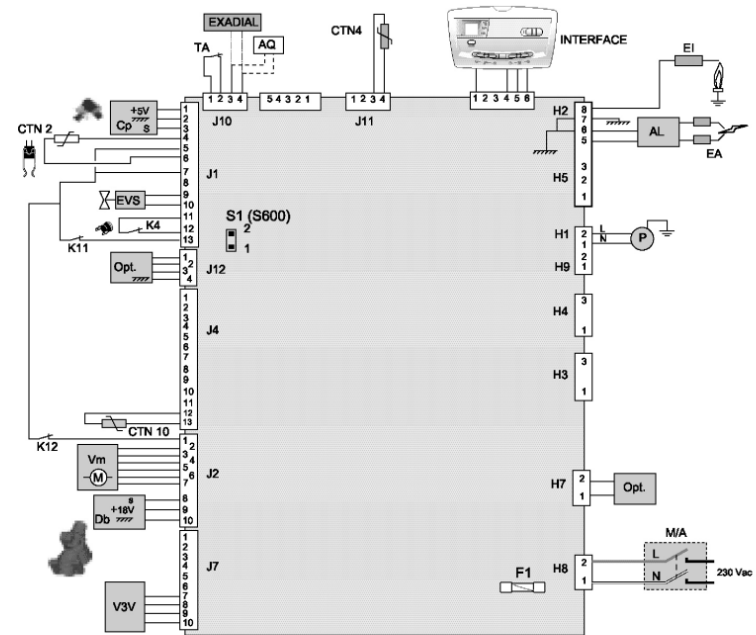 EXADIAL
TA
AQ
CTN4
INTERFACE
EI
1 2 3 4
5 4 3 2 1
1 2 3 4
1 2 3 4 5 6
J10
J11
H2
8
7
6
5
AL
EA
+5V
Cp S
CTN 2
1
2
3
4
5
6
7
8
9
10
11
12
13
J1
EVS
K4
K11
H5
3
2
1
S1 (S600)
2
1
H1
2
1
L
N
P
H9
2
1
Opt.
1
2
3
4
J12
1
2
3
4
5
6
7
8
9
10
11
12
13
J4
H4
3
1
H3
3
1
CTN 10
K12
Vm
M
1
2
3
4
5
6
7
8
9
10
J2
s
+18V
Db
H7
2
1
Opt.
M/A
1
2
3
4
5
6
7
8
9
10
J7
V3V
F1
H8
2
1
L
N
230 Vac